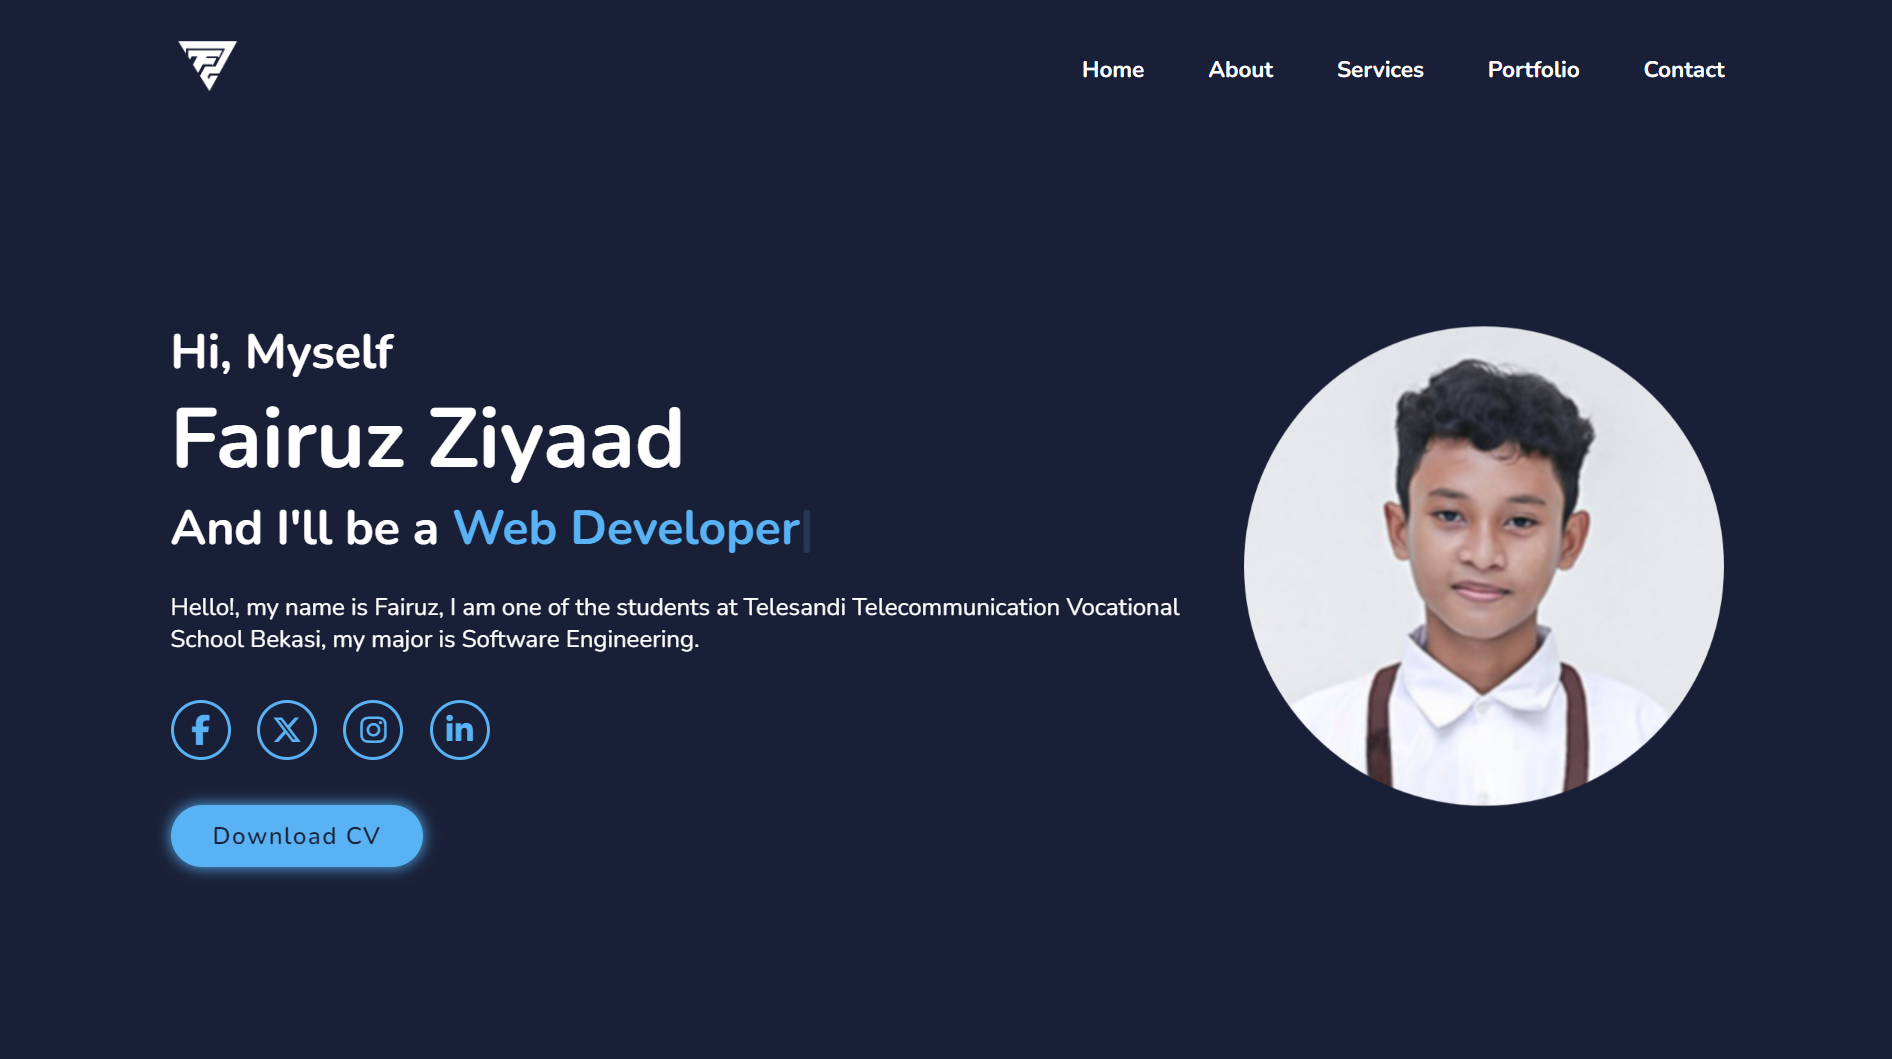 Home About Services Portfolio Contact
Hi, Myself
Fairuz Ziyaad
And I'll be a Web Developer
Hello!, my name is Fairuz, I am one of the students at Telesandi Telecommunication Vocational
School Bekasi, my major is Software Engineering.
Download CV